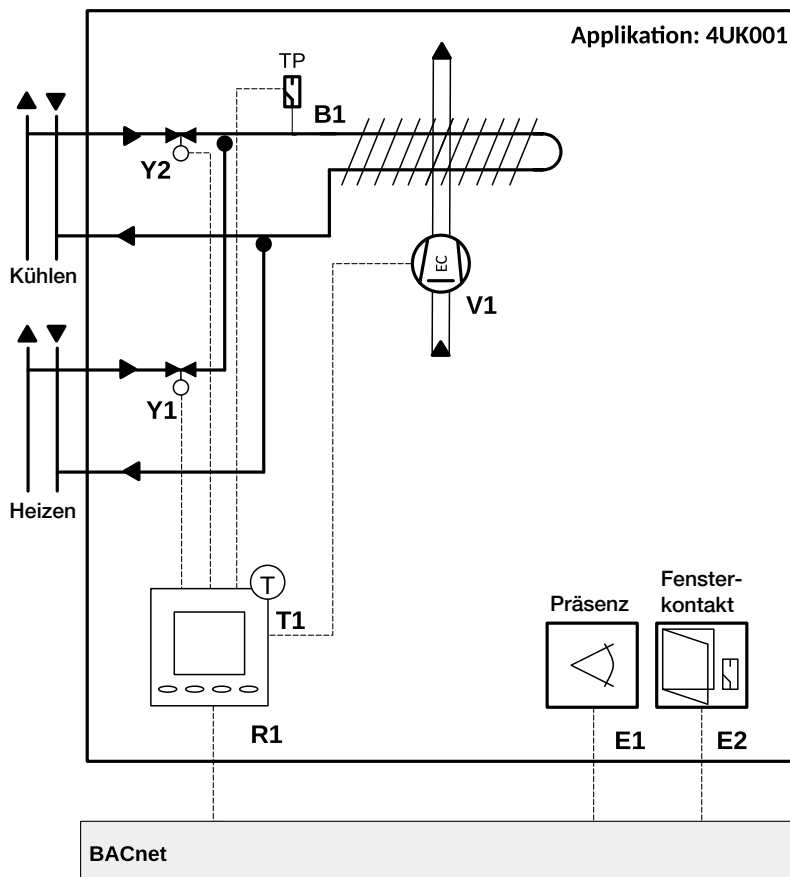 Applikation: 4UK001
TP
B1
Y2
Kühlen
EC
V1
Y1
Heizen
T
T1
Präsenz
Fenster-
kontakt
R1
E1
E2
BACnet